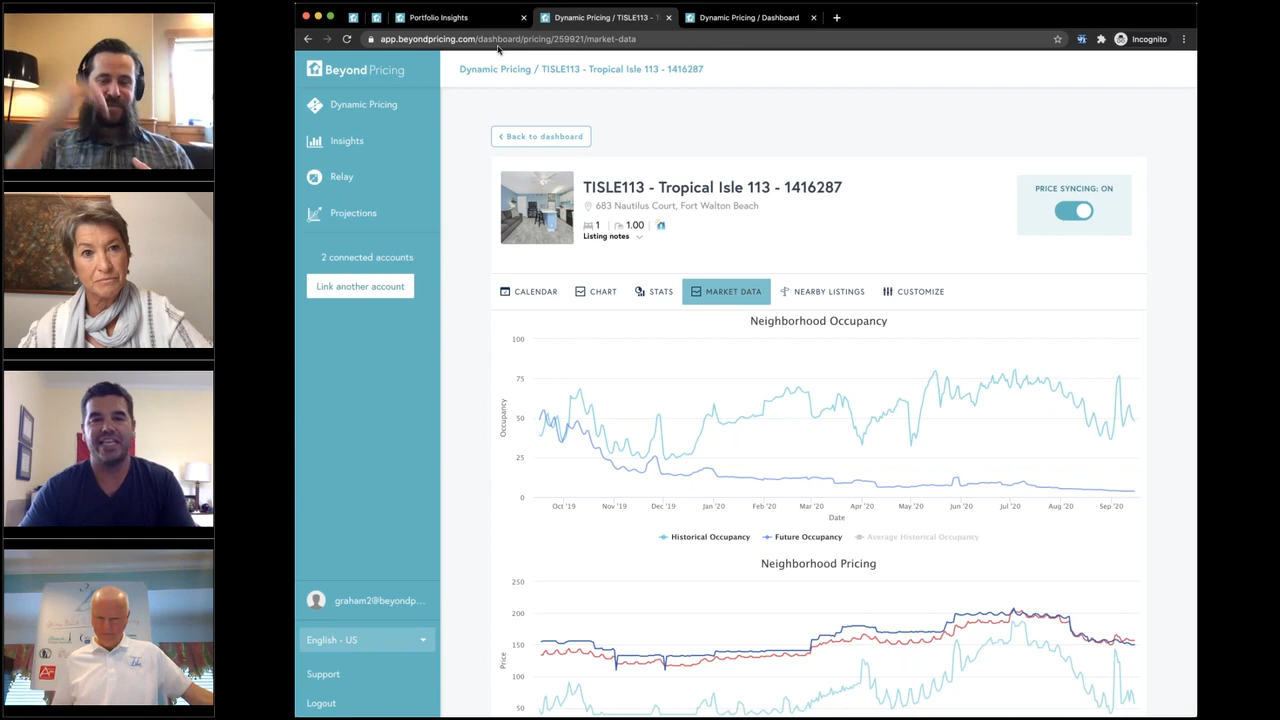 Portfolio Insights
Dynamic Pricing / TISLE113 - T
Dynamic Pricing / Dashboard
app.beyondpricing.com/dashboard/pricing/259921/market-data
Incognito
BeyondPricing
Dynamic Pricing / TISLE113 - Tropical Isle 113 - 1416287
Dynamic Pricing
Insights
Relay
Projections
2 connected accounts
Link another account
Back to dashboard
TISLE113 - Tropical Isle 113 - 1416287
683 Nautilus Court, Fort Walton Beach
1
1.00
Listing notes
PRICE SYNCING: ON
CALENDAR
CHART
STATS
MARKET DATA
NEARBY LISTINGS
CUSTOMIZE
Neighborhood Occupancy
100
75
50
25
0
Occupancy
Oct '19
Nov '19
Dec '19
Jan '20
Feb '20
Mar '20
Apr '20
May '20
Jun '20
Jul '20
Aug '20
Sep '20
Date
Historical Occupancy
Future Occupancy
Average Historical Occupancy
Neighborhood Pricing
250
200
150
100
50
Price
graham2@beyondp...
English - US
Support
Logout